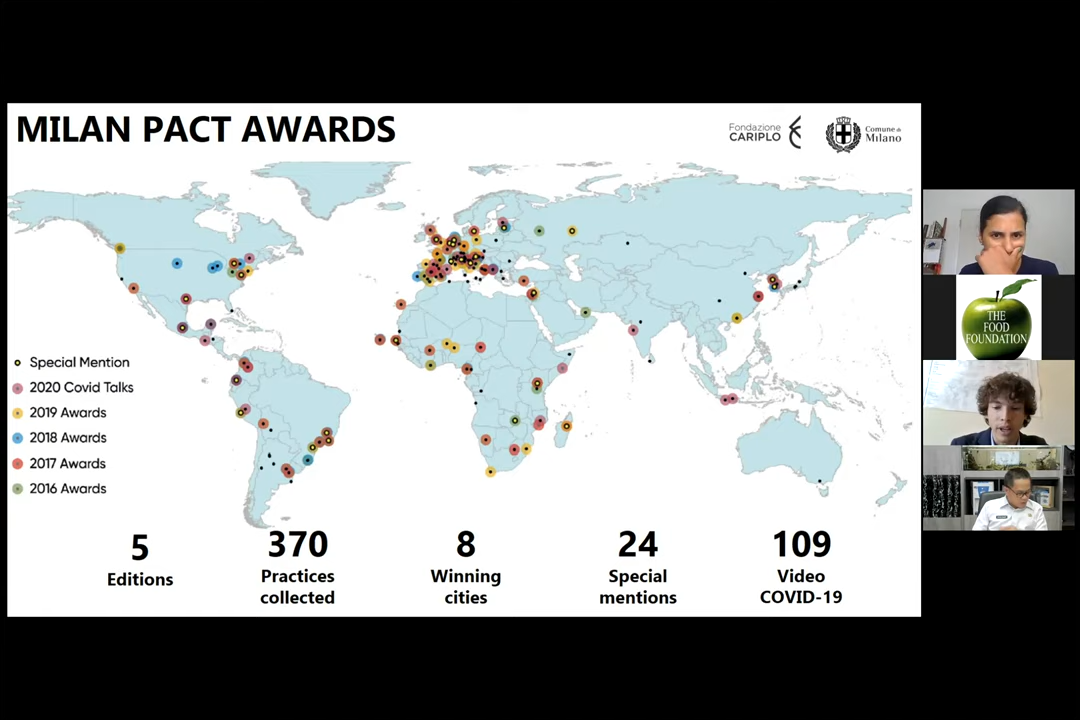 MILAN PACT AWARDS
Fondazione
CARIPLO
Comune di
Milano
THE
FOOD
FOUNDATION
Special Mention
2020 Covid Talks
2019 Awards
2018 Awards
2017 Awards
2016 Awards
5
Editions
370
Practices
collected
8
Winning
cities
24
Special
mentions
109
Video
COVID-19